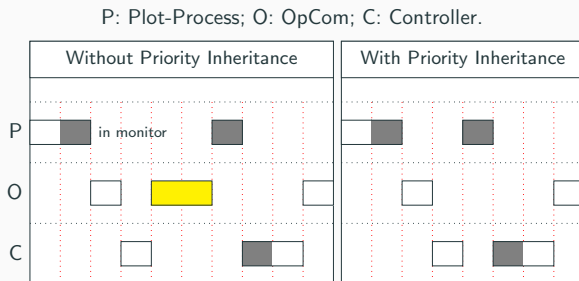 P: Plot-Process; O: OpCom; C: Controller.
Without Priority Inheritance
With Priority Inheritance
P
in monitor
O
C